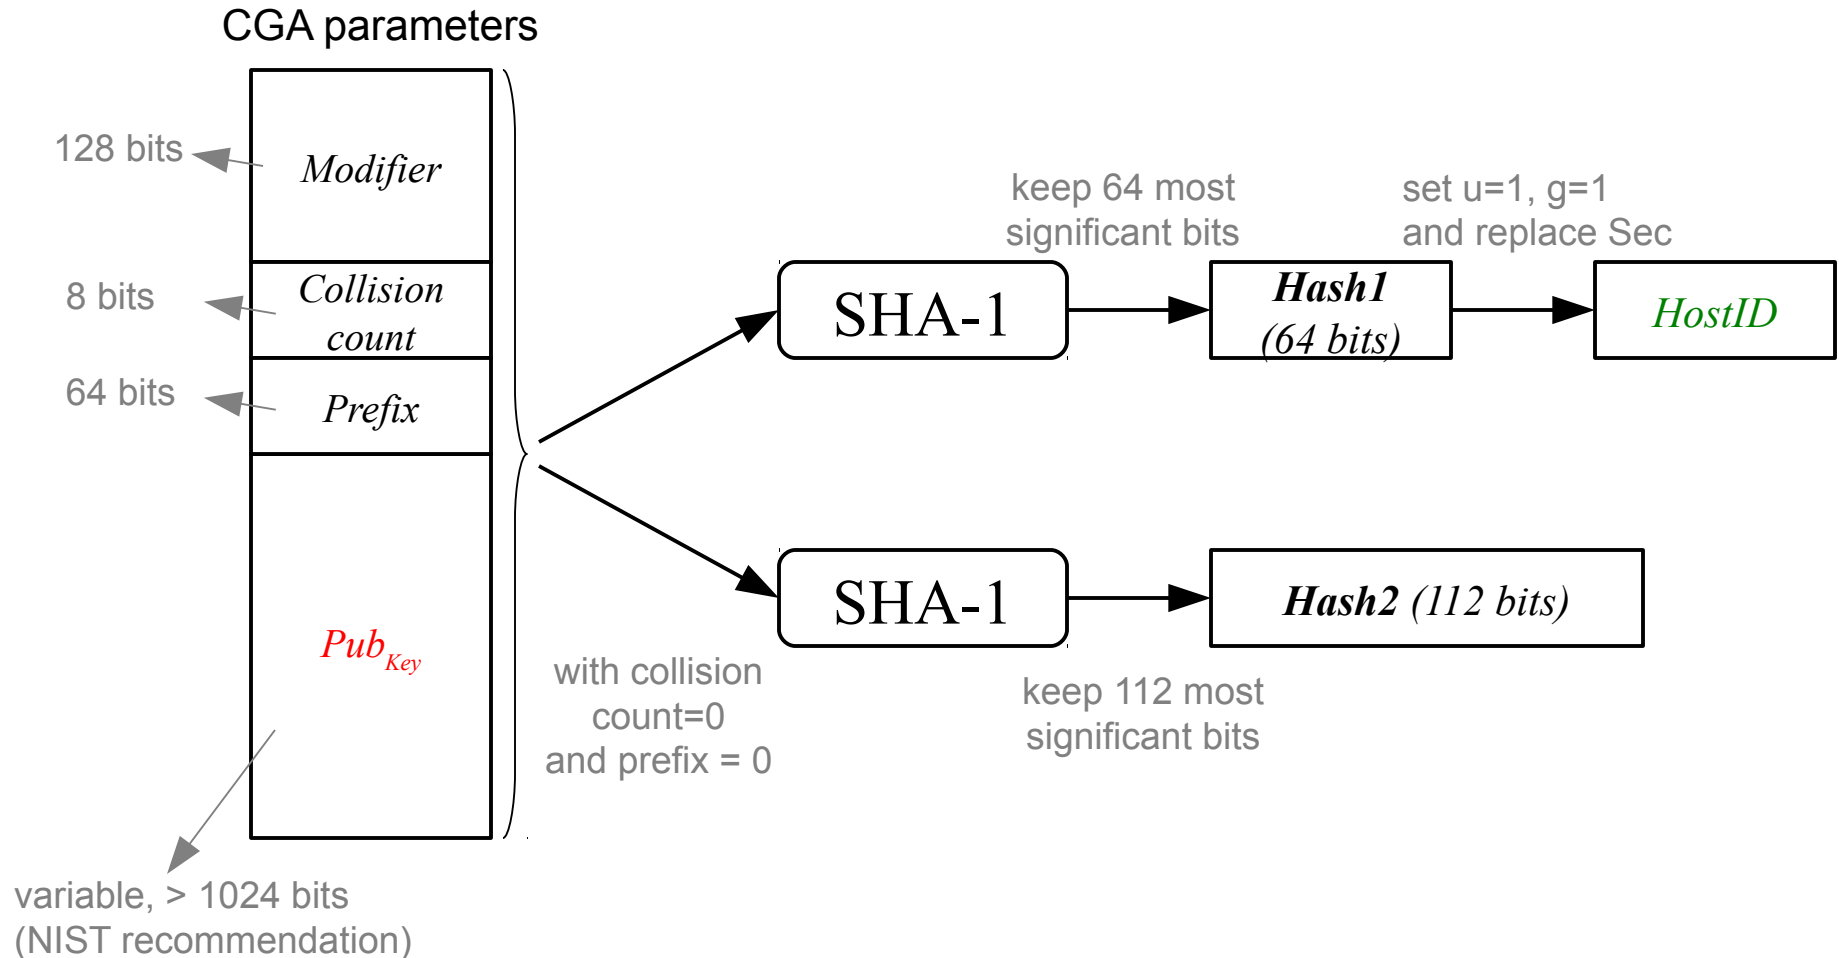 CGA parameters
128 bits
Modifier
8 bits
Collision
count
64 bits
Prefix
Pub Key
variable, > 1024 bits
(NIST recommendation)
SHA-1
keep 64 most
significant bits
Hash1
(64 bits)
set u=1, g=1
and replace Sec
HostID
with collision
count=0
and prefix = 0
SHA-1
keep 112 most
significant bits
Hash2 (112 bits)